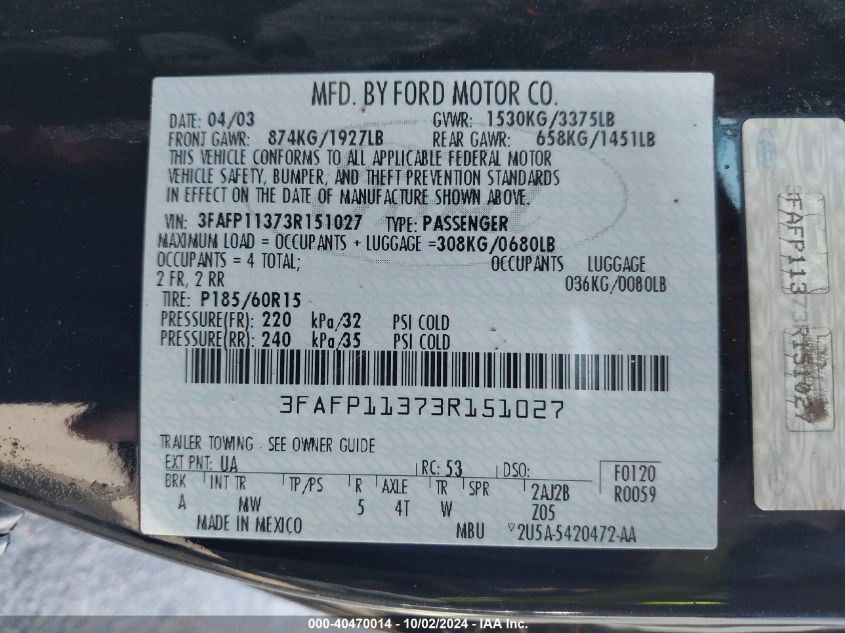 MFD. BY FORD MOTOR CO.
DATE: 04/03 GVWR: 1530KG/3375LB
FRONT GAWR: 874KG/1927LB REAR GAWR: 658KG/1451LB
THIS VEHICLE CONFORMS TO ALL APPLICABLE FEDERAL MOTOR
VEHICLE SAFETY, BUMPER, AND THEFT PREVENTION STANDARDS
IN EFFECT ON THE DATE OF MANUFACTURE SHOWN ABOVE.
VIN: 3FAFP11373R151027 TYPE: PASSENGER
MAXIMUM LOAD = OCCUPANTS + LUGGAGE =308KG/0680LB
OCCUPANTS = 4 TOTAL; OCCUPANTS LUGGAGE
2 FR, 2 RR 036KG/0080LB
TIRE: P185/60R15
PRESSURE(FR): 220 kPa/32 PSI COLD
PRESSURE(RR): 240 kPa/35 PSI COLD
3FAFP11373R151027
TRAILER TOWING - SEE OWNER GUIDE
EXT PNT: UA RC: 53 DSO: F0120
BRK INT TR TP/PS R AXLE TR SPR 2AJ2B R0059
A MW 5 4T W Z05
MADE IN MEXICO MBU 2U5A-5420472-AA
3FAFP11373R151027
000-40470014 - 10/02/2024 - IAA, Inc.